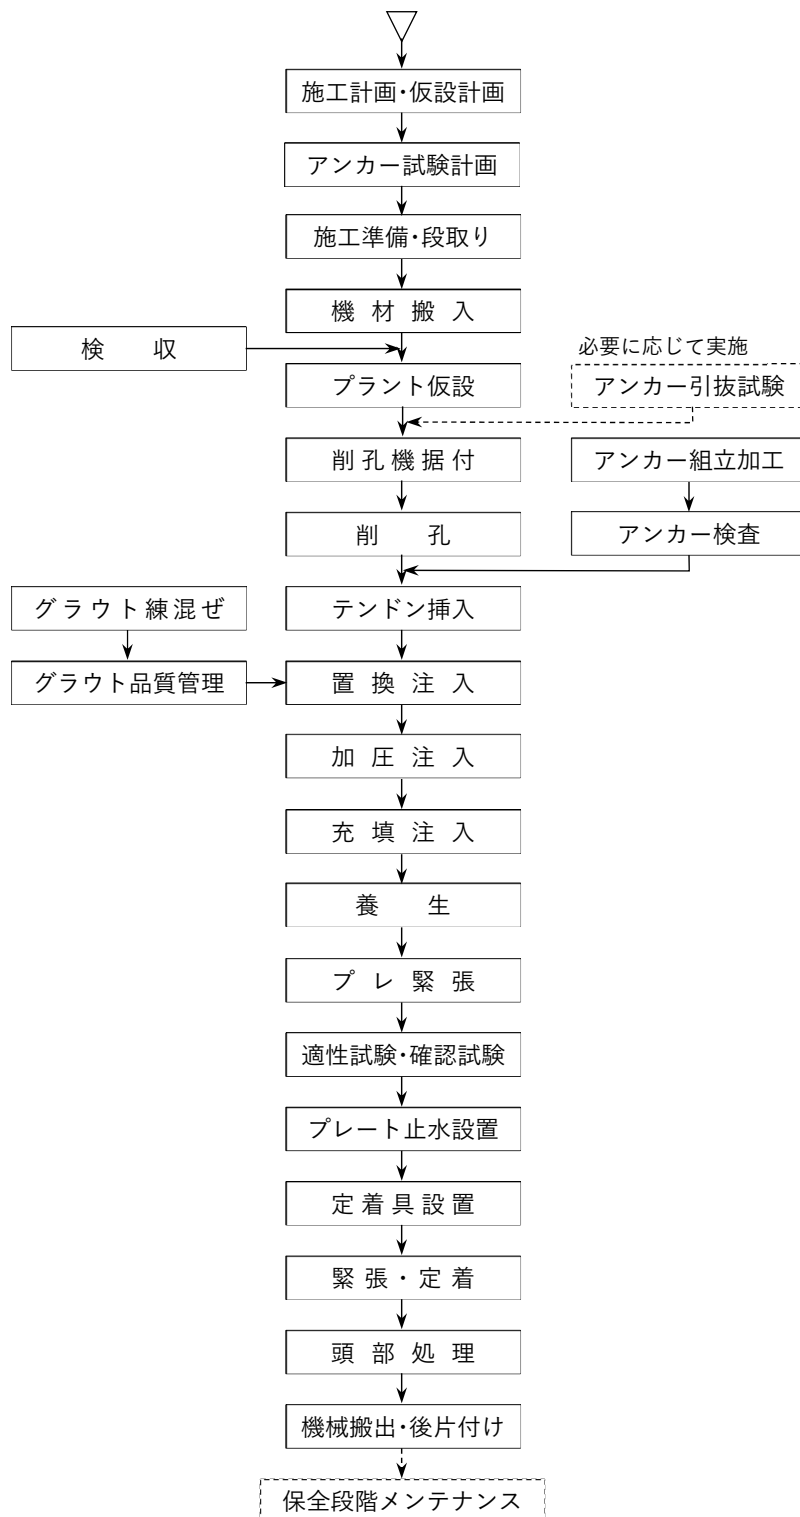 施工計画・仮設計画
アンカー試験計画
施工準備・段取り
機材搬入
検収
必要に応じて実施
プラント仮設
アンカー引抜試験
削孔機据付
アンカー組立加工
削孔
アンカー検査
グラウト練混ぜ
テンドン挿入
グラウト品質管理
置換注入
加圧注入
充填注入
養生
プレ緊張
適性試験・確認試験
プレート止水設置
定着具設置
緊張・定着
頭部処理
機械搬出・後片付け
保全段階メンテナンス